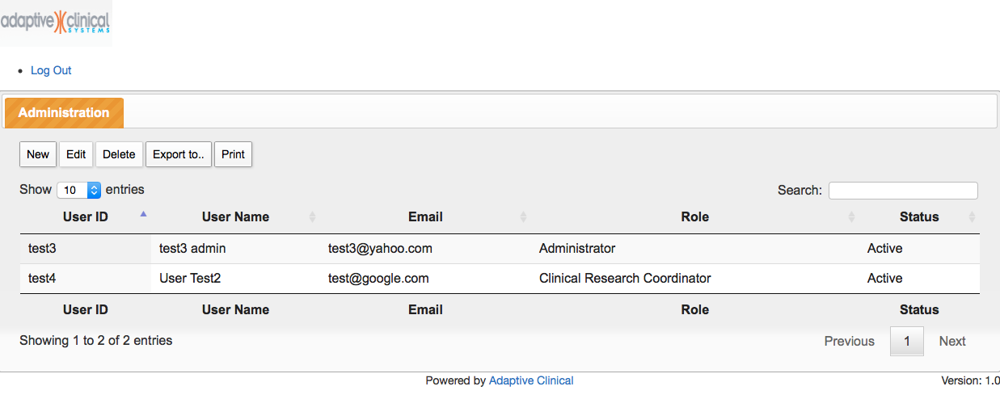 adaptive clinical
SYSTEMS
Log Out
Administration
New Edit Delete Export to.. Print
Show 10 entries Search:
User ID User Name Email Role Status
test3 test3 admin test3@yahoo.com Administrator Active
test4 User Test2 test@google.com Clinical Research Coordinator Active
User ID User Name Email Role Status
Showing 1 to 2 of 2 entries Previous 1 Next
Powered by Adaptive Clinical Version: 1.0